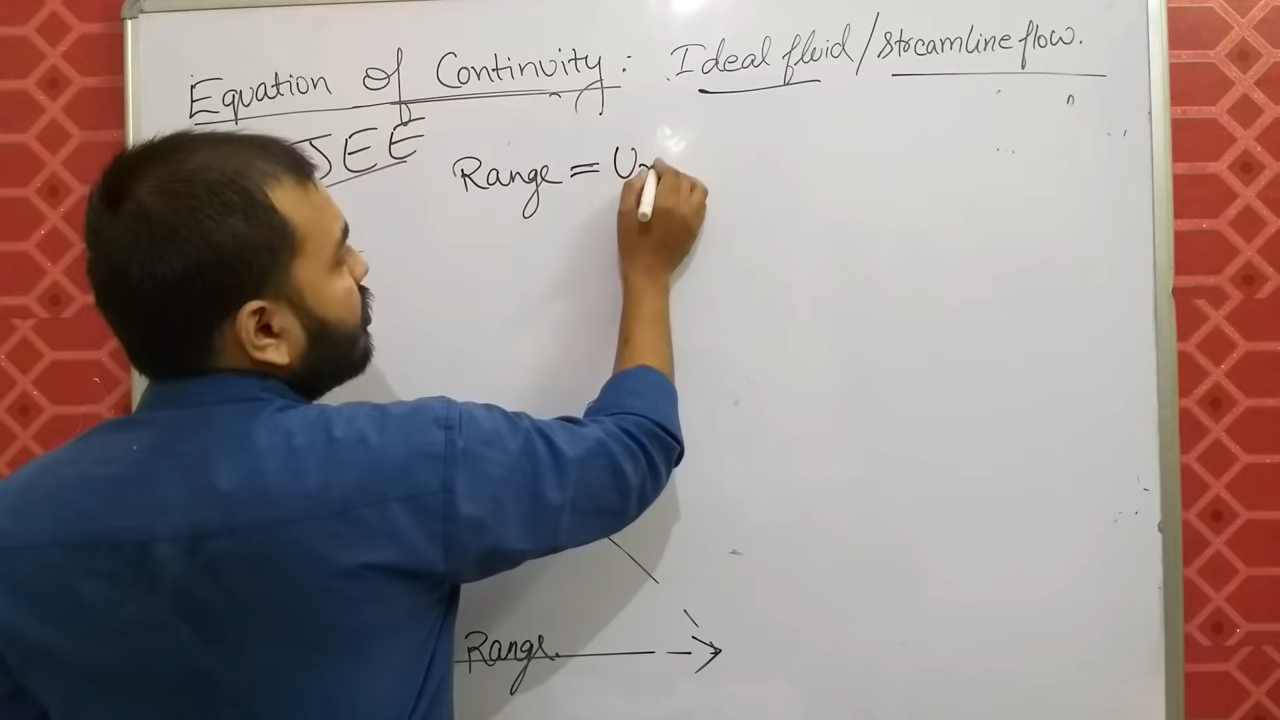 Equation of Continuity : Ideal fluid / streamline flow.
JEE
Range = U
Range